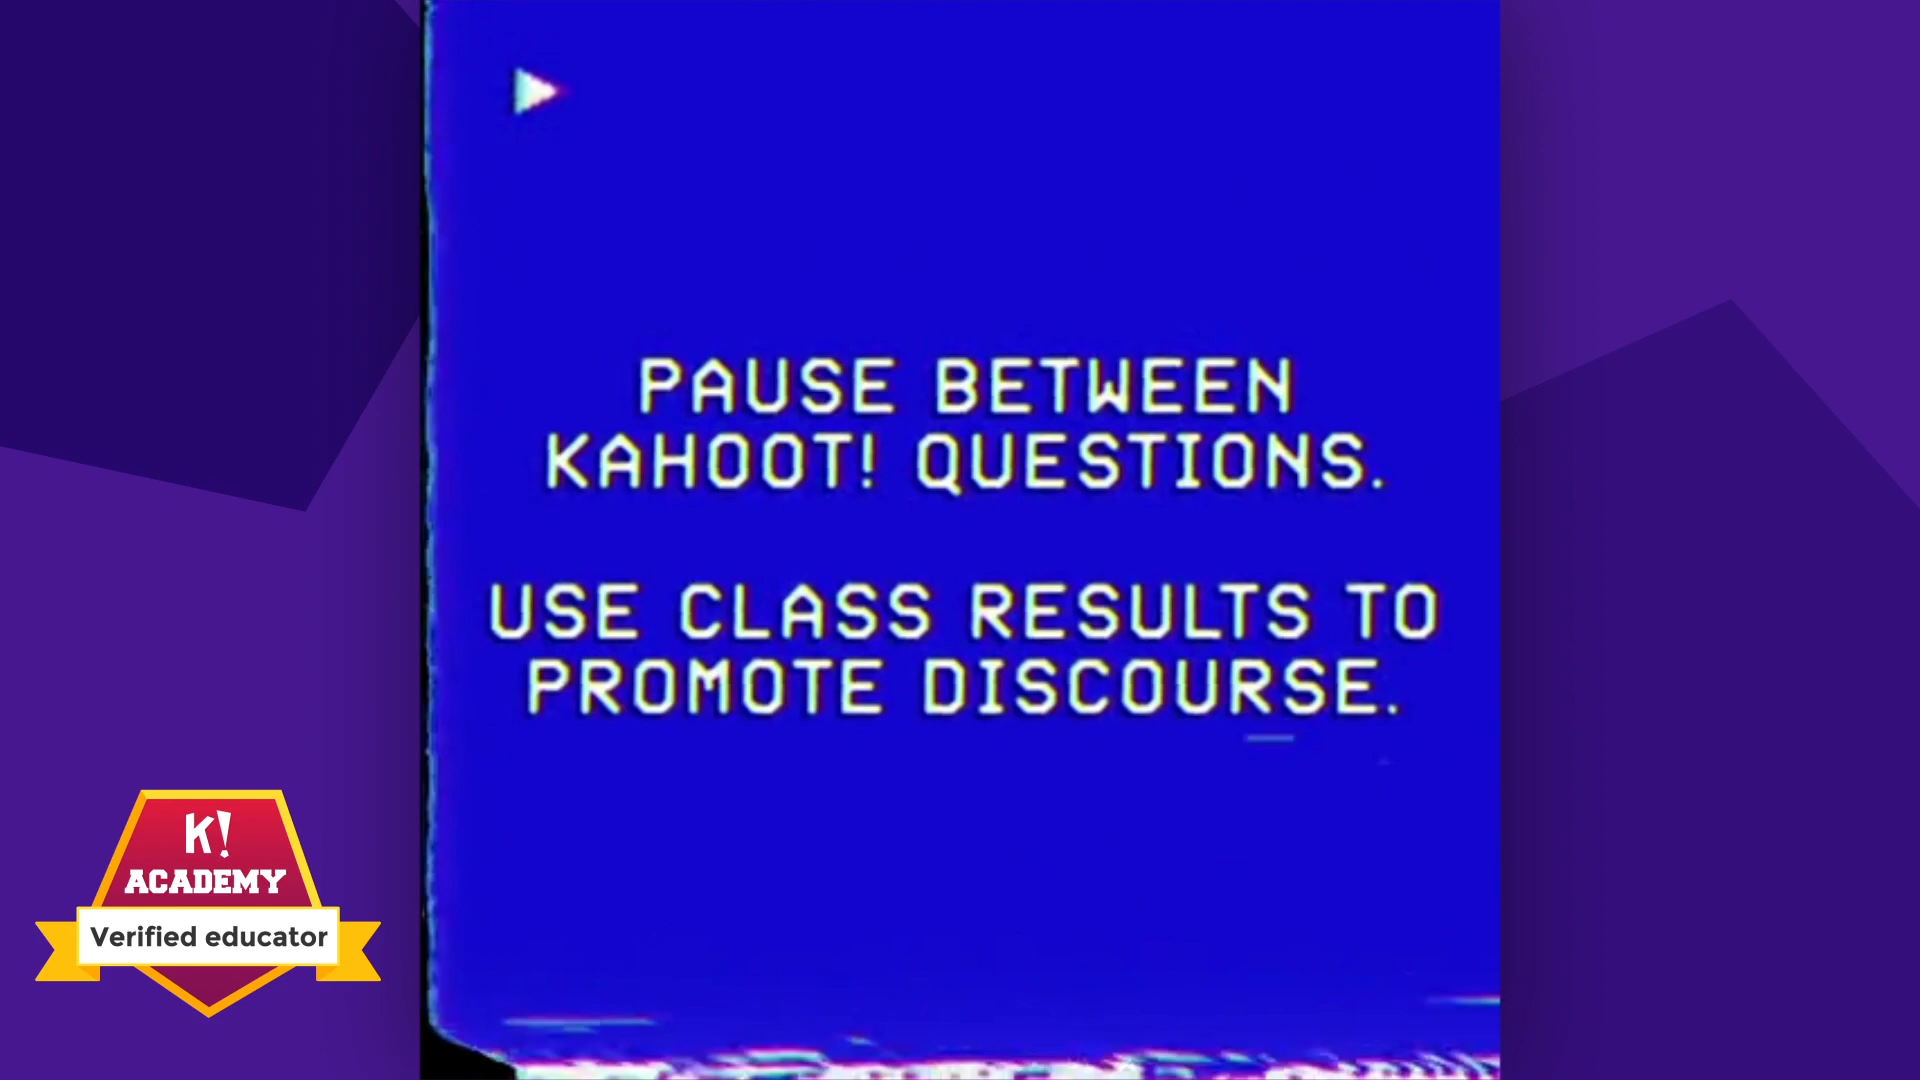 PAUSE BETWEEN
KAHOOT! QUESTIONS.
USE CLASS RESULTS TO
PROMOTE DISCOURSE.
K!
ACADEMY
Verified educator